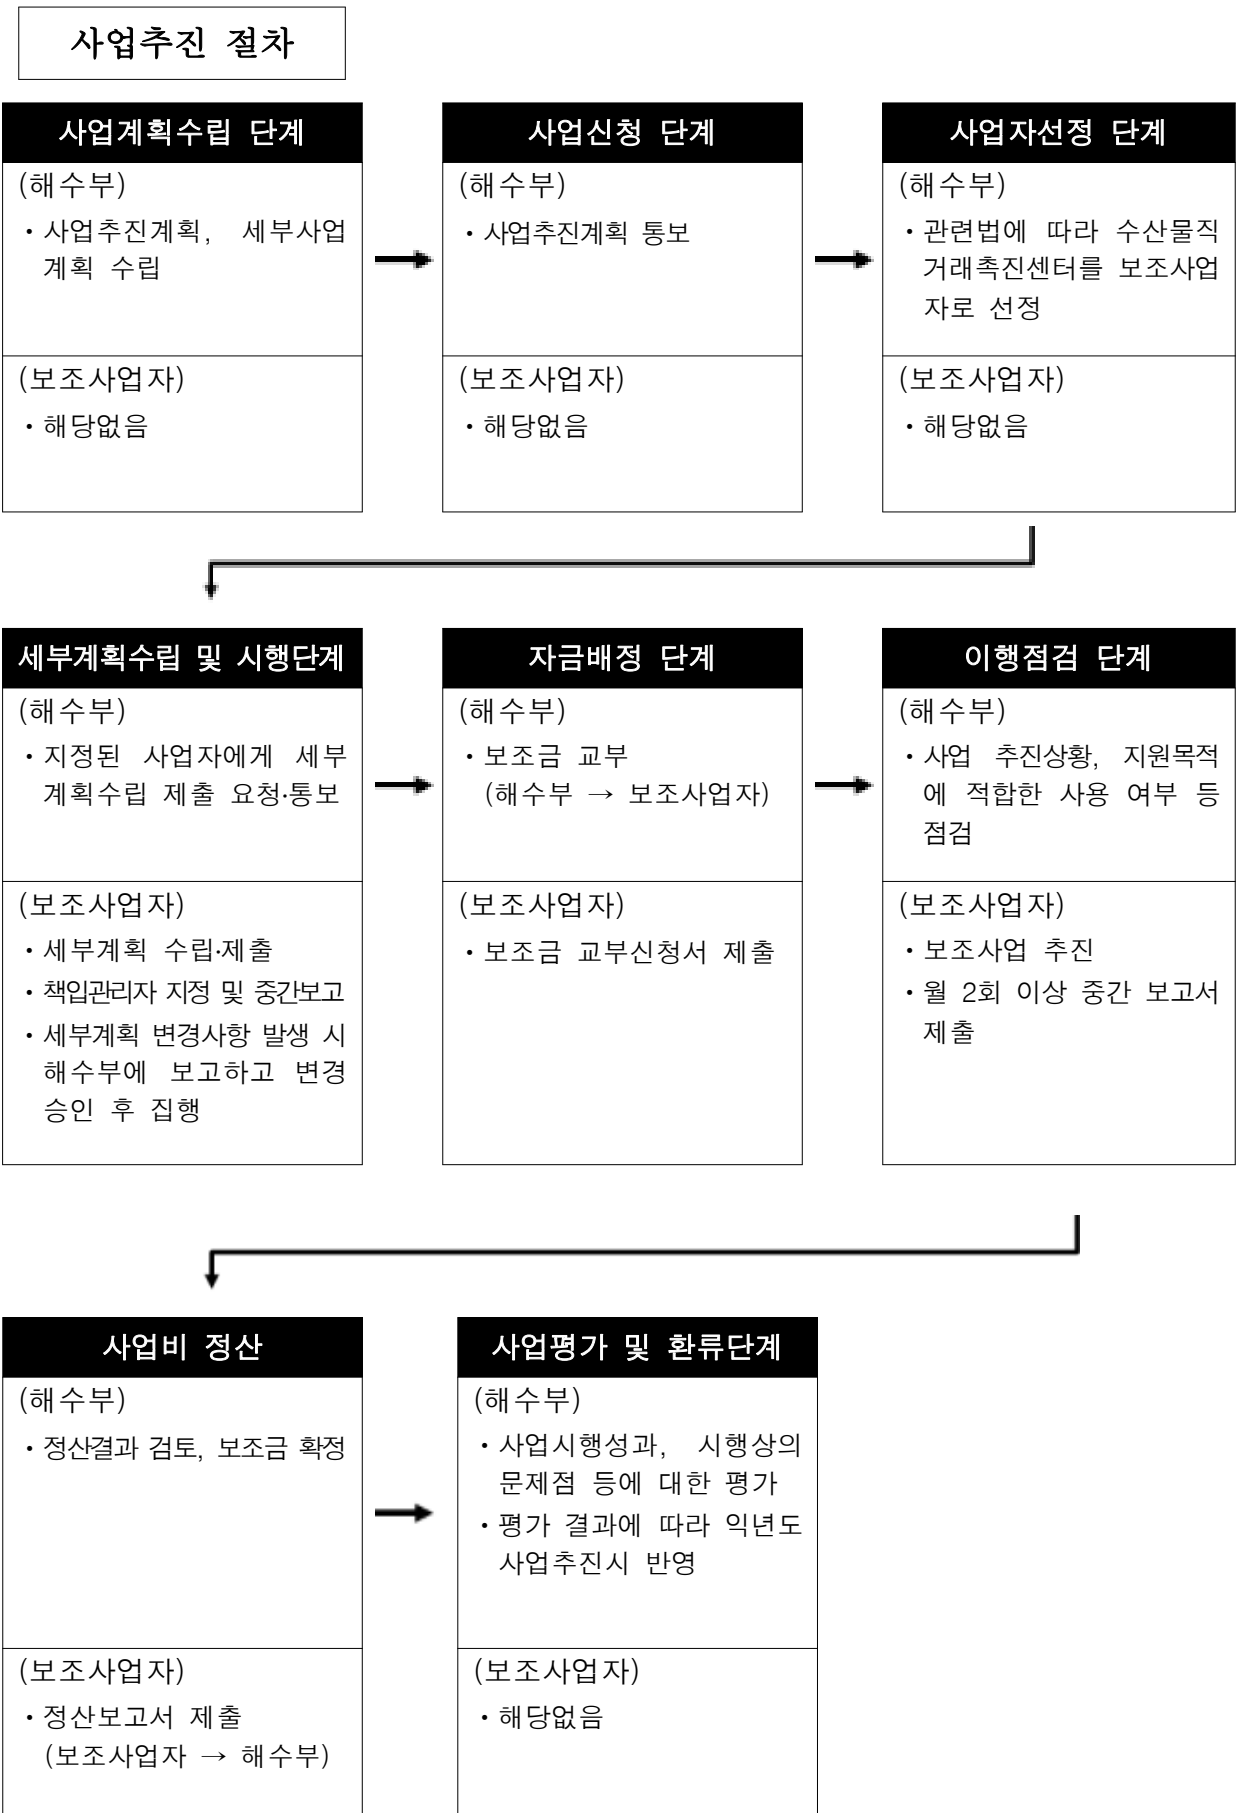 사업추진 절차
사업계획수립 단계
(해수부)
・사업추진계획, 세부사업
계획 수립
(보조사업자)
・해당없음
사업신청 단계
(해수부)
・사업추진계획 통보
(보조사업자)
・해당없음
사업자선정 단계
(해수부)
・관련법에 따라 수산물직
거래촉진센터를 보조사업
자로 선정
(보조사업자)
・해당없음
세부계획수립 및 시행단계
(해수부)
・지정된 사업자에게 세부
계획수립 제출 요청·통보
(보조사업자)
・세부계획 수립·제출
・책임관리자 지정 및 중간보고
・세부계획 변경사항 발생 시
해수부에 보고하고 변경
승인 후 집행
자금배정 단계
(해수부)
・보조금 교부
(해수부 → 보조사업자)
(보조사업자)
・보조금 교부신청서 제출
이행점검 단계
(해수부)
・사업 추진상황, 지원목적
에 적합한 사용 여부 등
점검
(보조사업자)
・보조사업 추진
・월 2회 이상 중간 보고서
제출
사업비 정산
(해수부)
・정산결과 검토, 보조금 확정
(보조사업자)
・정산보고서 제출
(보조사업자 → 해수부)
사업평가 및 환류단계
(해수부)
・사업시행성과, 시행상의
문제점 등에 대한 평가
・평가 결과에 따라 익년도
사업추진시 반영
(보조사업자)
・해당없음